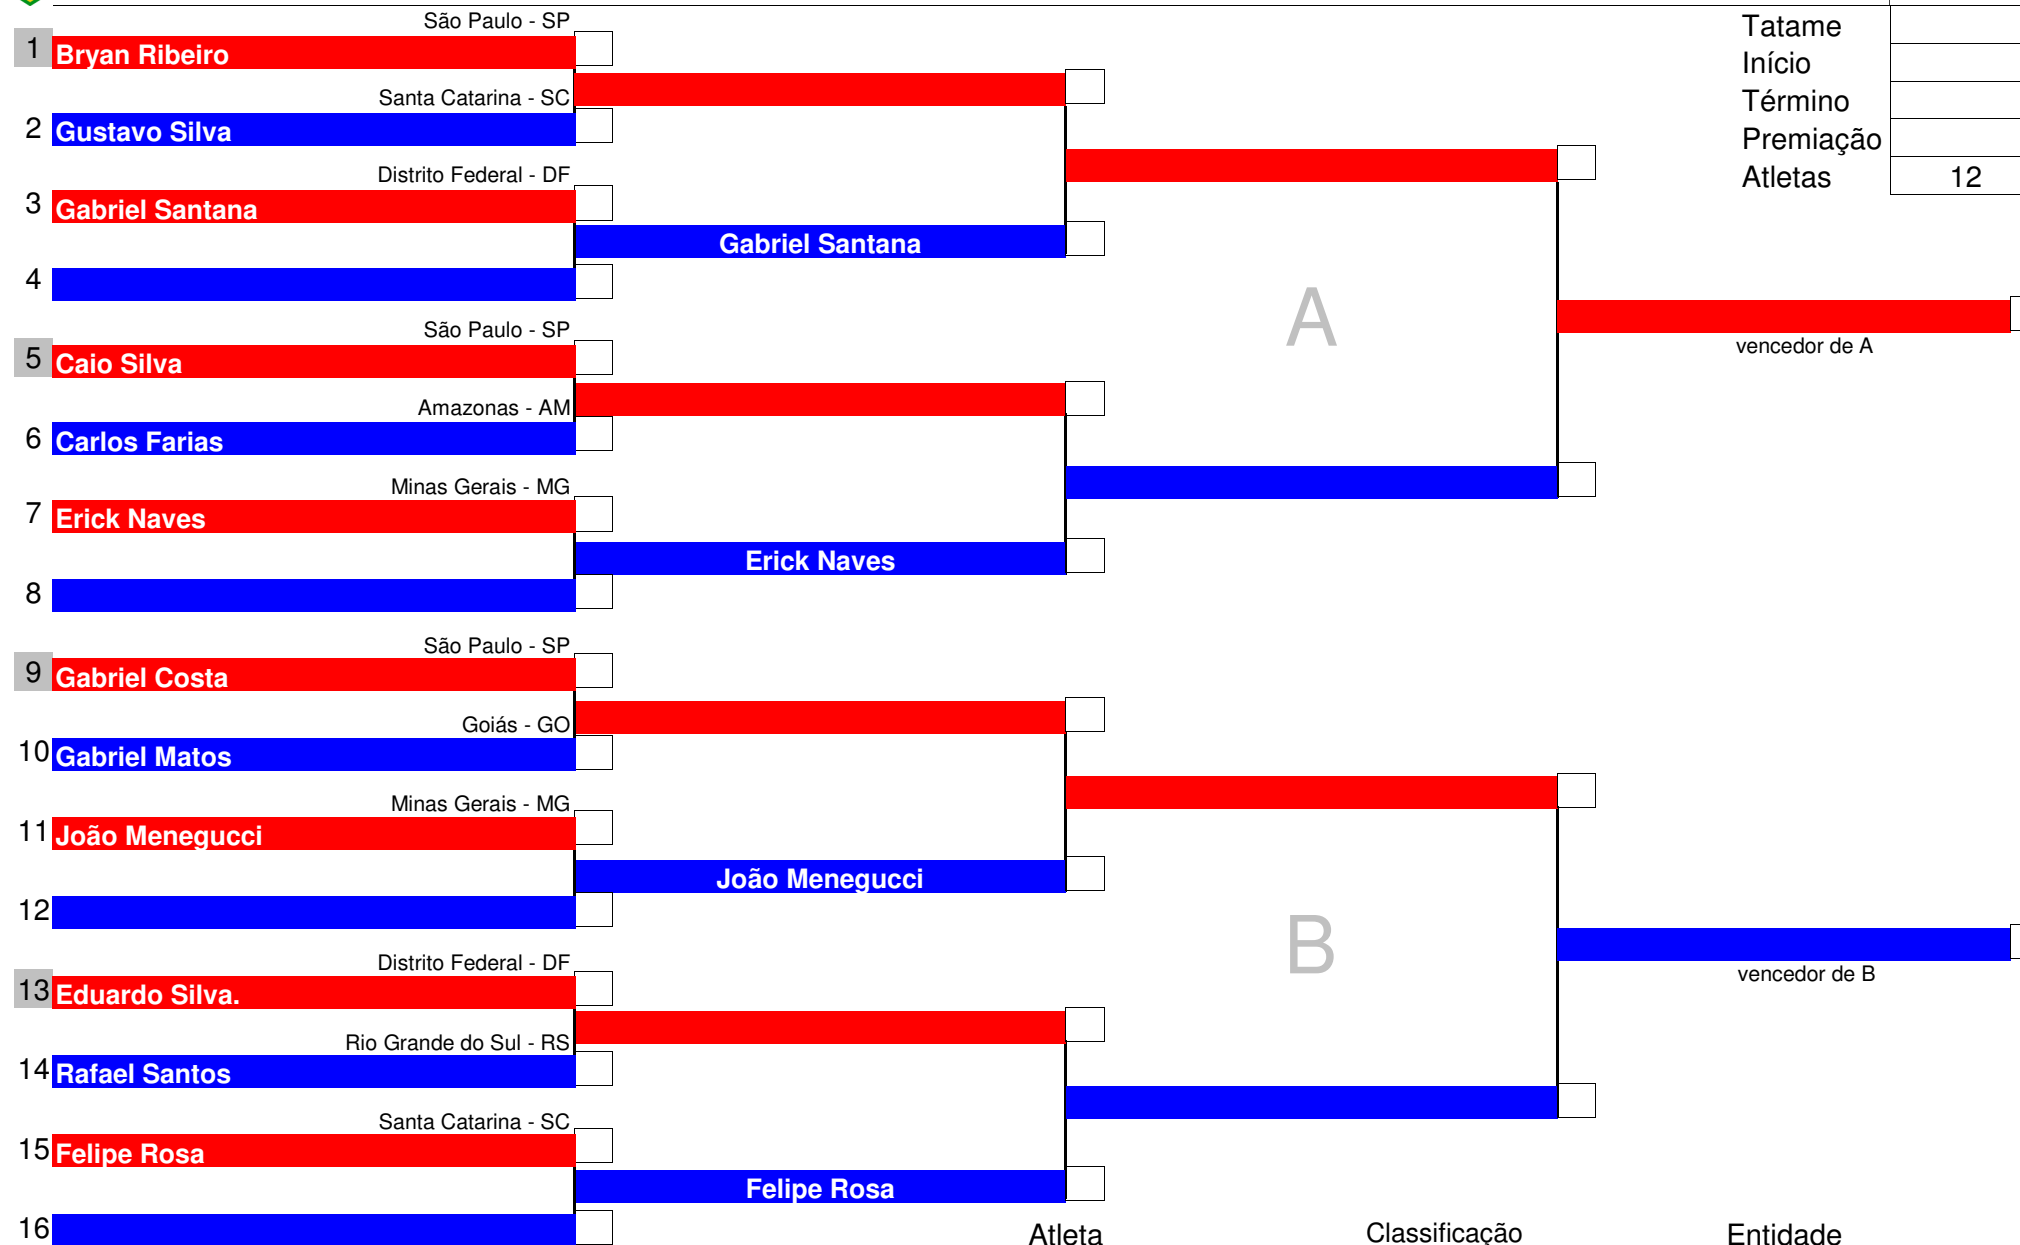 São Paulo - SP
1 Bryan Ribeiro
Santa Catarina - SC
2 Gustavo Silva
Distrito Federal - DF
3 Gabriel Santana
Gabriel Santana
4
São Paulo - SP
5 Caio Silva
Amazonas - AM
6 Carlos Farias
Minas Gerais - MG
7 Erick Naves
Erick Naves
8
São Paulo - SP
9 Gabriel Costa
Goiás - GO
10 Gabriel Matos
Minas Gerais - MG
11 João Menegucci
João Menegucci
12
Distrito Federal - DF
13 Eduardo Silva.
Rio Grande do Sul - RS
14 Rafael Santos
Santa Catarina - SC
15 Felipe Rosa
Felipe Rosa
16
A
B
vencedor de A
vencedor de B
Tatame
Início
Término
Premiação
Atletas 12
Atleta Classificação Entidade